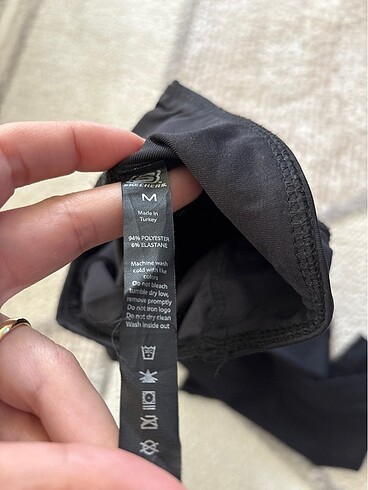 S
SKECHERS
M
Made in
Turkey
94% POLYESTER
6% ELASTANE
Machine wash
cold with like
colors
Do not bleach
tumble dry low,
remove promptly
Do not iron logo
Do not dry clean
Wash inside out